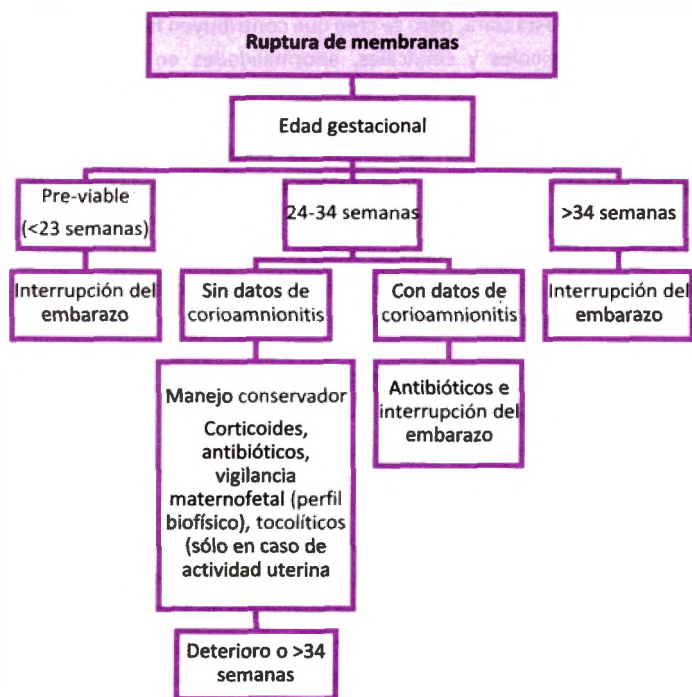 Ruptura de membranas
Edad gestacional
Pre-viable
(<23 semanas)
24-34 semanas
>34 semanas
Interrupción del
embarazo
Sin datos de
corioamnionitis
Con datos de
corioamnionitis
Interrupción del
embarazo
Manejo conservador
Corticoides,
antibióticos,
vigilancia
maternofetal (perfil
biofísico), tocolíticos
(sólo en caso de
actividad uterina
Antibióticos e
interrupción del
embarazo
Deterioro o >34
semanas